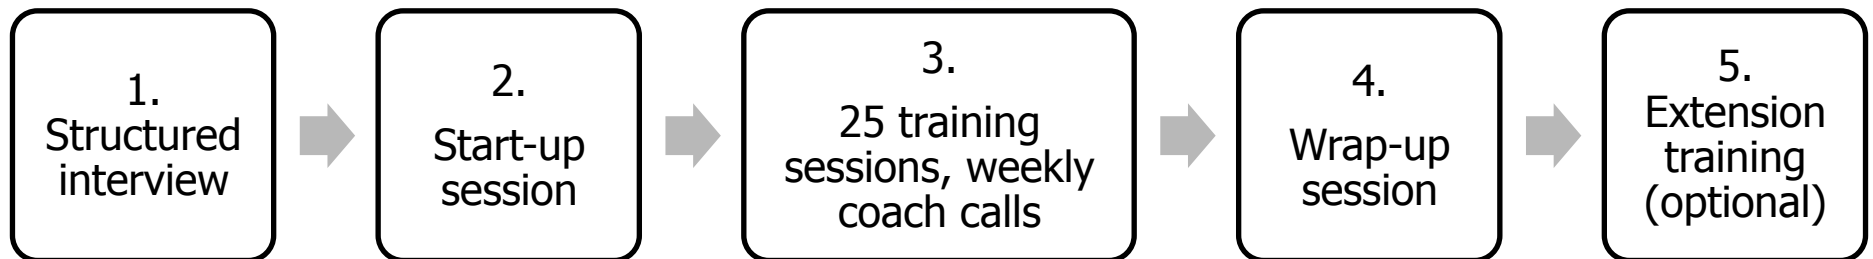 1.
Structured
interview
2.
Start-up
session
3.
25 training
sessions, weekly
coach calls
4.
Wrap-up
session
5.
Extension
training
(optional)